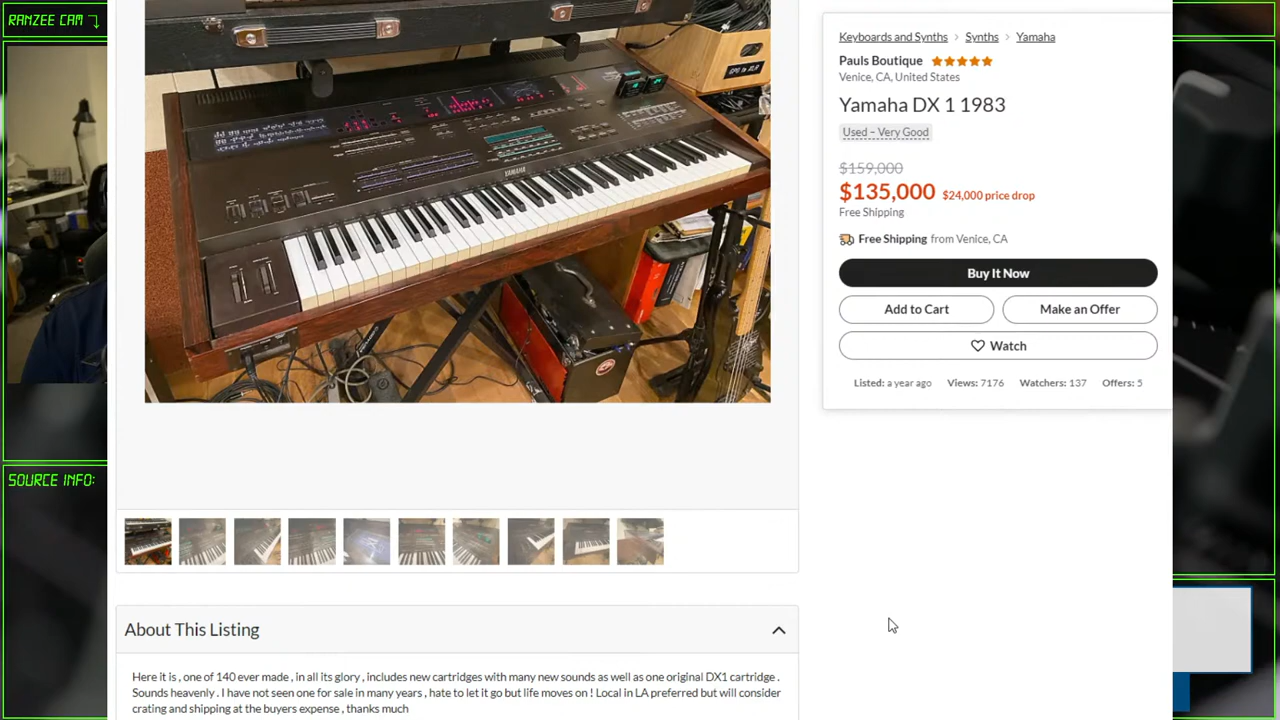 RANZEE CAM
SOURCE INFO:
YAMAHA
Keyboards and Synths > Synths > Yamaha
Pauls Boutique
Venice, CA, United States
Yamaha DX 1 1983
Used – Very Good
$159,000
$135,000 $24,000 price drop
Free Shipping
Free Shipping from Venice, CA
Buy It Now
Add to Cart
Make an Offer
Watch
Listed: a year ago Views: 7176 Watchers: 137 Offers: 5
About This Listing
Here it is , one of 140 ever made , in all its glory , includes new cartridges with many new sounds as well as one original DX1 cartridge .
Sounds heavenly . I have not seen one for sale in many years , hate to let it go but life moves on ! Local in LA preferred but will consider
crating and shipping at the buyers expense , thanks much